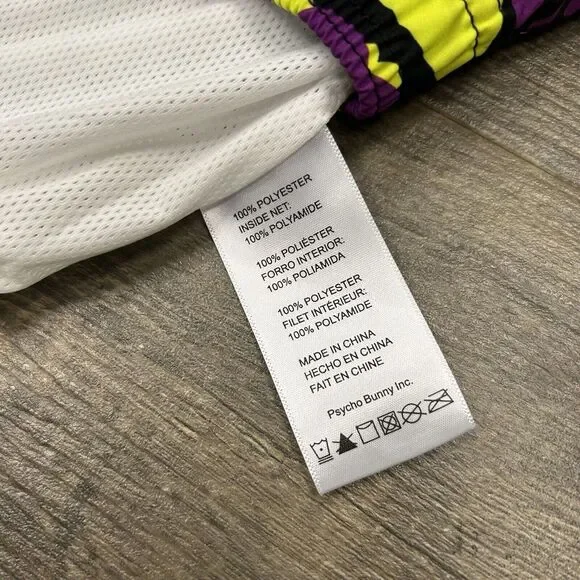 100% POLYESTER
INSIDE NET:
100% POLYAMIDE
100% POLIÉSTER
FORRO INTERIOR:
100% POLIAMIDA
100% POLYESTER
FILET INTÉRIEUR:
100% POLYAMIDE
MADE IN CHINA
HECHO EN CHINA
FAIT EN CHINE
Psycho Bunny Inc.